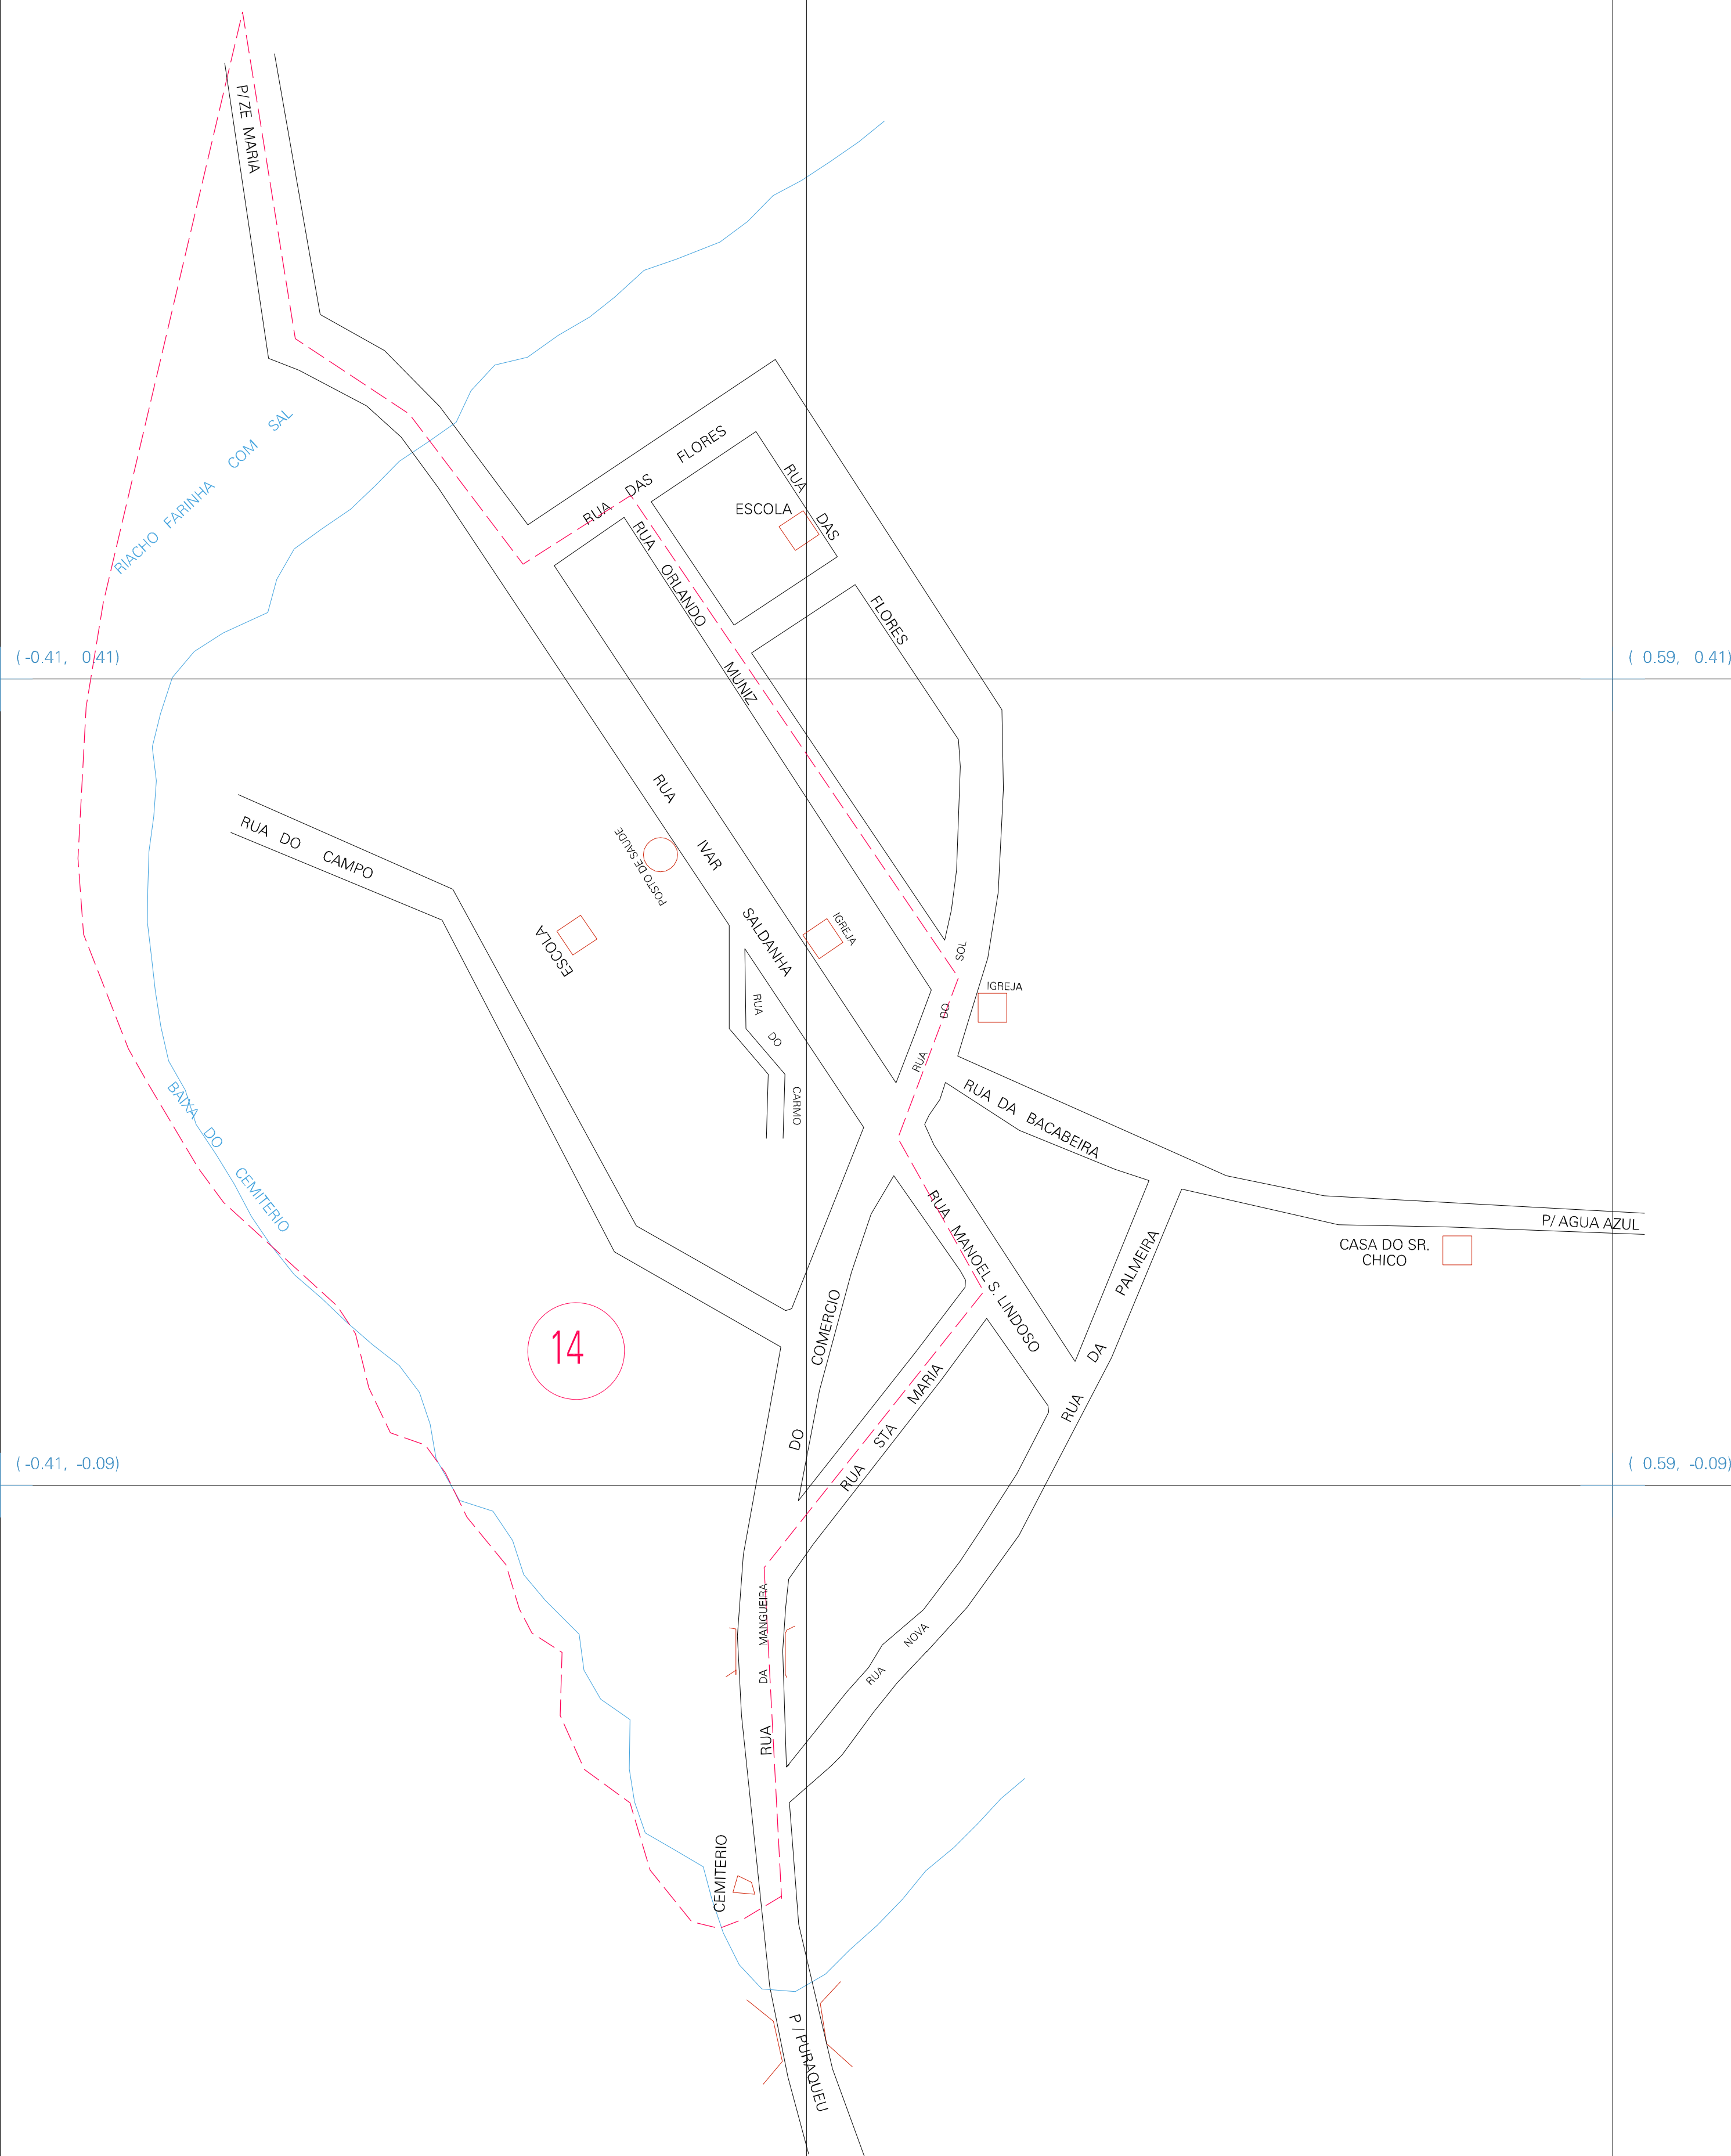 P/ ZE MARIA
RIACHO FARINHA COM SAL
RUA DAS FLORES
RUA DAS FLORES
ESCOLA
RUA ORLANDO MUNIZ
(-0.41, 0.41)
( 0.59, 0.41)
RUA DO CAMPO
RUA IVAR SALDANHA
POSTO DE SAUDE
ESCOLA
IGREJA
RUA DO SOL
IGREJA
RUA DO CARMO
RUA DA BACABEIRA
BAIXA DO CEMITERIO
RUA MANOEL S. LINDOSO
P/ AGUA AZUL
CASA DO SR.
CHICO
RUA DA PALMEIRA
14
DO COMERCIO
RUA STA MARIA
(-0.41, -0.09)
( 0.59, -0.09)
RUA DA MANGUEIRA
RUA NOVA
CEMITERIO
P / PURAQUEU